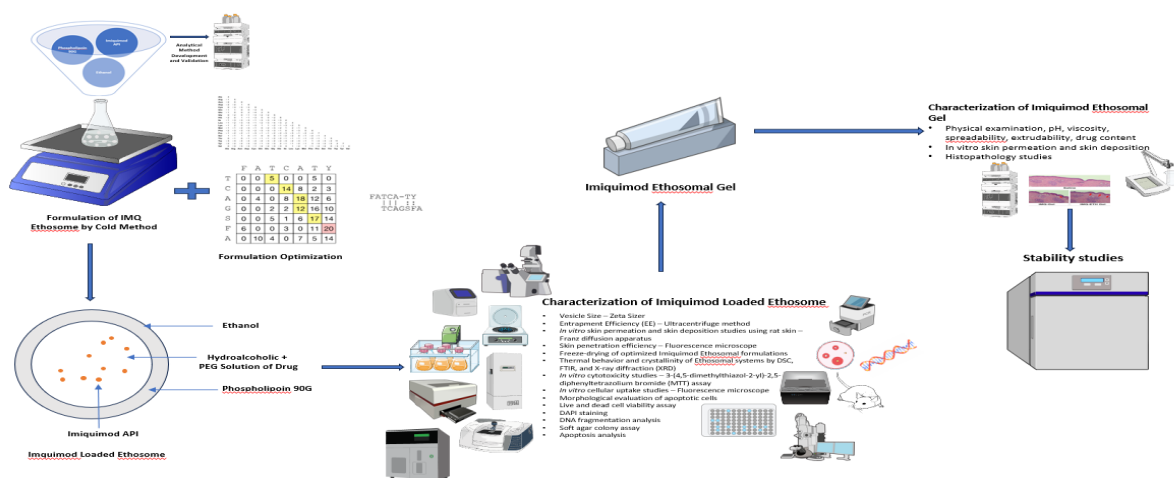 Phospholipon
90G
Imiquimod
API
Ethanol
Analytical
Method
Development
and Validation
Formulation of IMQ
Ethosome by Cold Method
F A T C A T Y
T 0 0 5 0 0 5 0
C 0 0 0 14 8 2 3
A 0 4 0 8 18 12 6
G 0 0 2 2 12 16 10
S 0 0 5 1 6 17 14
F 6 0 0 3 0 11 20
A 0 10 4 0 7 5 14
FATCA-TY
||| ||
TCAGSFA
Formulation Optimization
Ethanol
Hydroalcoholic +
PEG Solution of Drug
Phospholipoin 90G
Imiquimod API
Imquimod Loaded Ethosome
Characterization of Imiquimod Loaded Ethosome
• Vesicle Size – Zeta Sizer
• Entrapment Efficiency (EE) – Ultracentrifuge method
• In vitro skin permeation and skin deposition studies using rat skin –
Franz diffusion apparatus
• Skin penetration efficiency – Fluorescence microscope
• Freeze-drying of optimized Imiquimod Ethosomal formulations
• Thermal behavior and crystallinity of Ethosomal systems by DSC,
FTIR, and X-ray diffraction (XRD)
• In vitro cytotoxicity studies – 3-(4,5-dimethylthiazol-2-yl)-2,5-
diphenyltetrazolium bromide (MTT) assay
• In vitro cellular uptake studies – Fluorescence microscope
• Morphological evaluation of apoptotic cells
• Live and dead cell viability assay
• DAPI staining
• DNA fragmentation analysis
• Soft agar colony assay
• Apoptosis analysis
Imiquimod Ethosomal Gel
Characterization of Imiquimod Ethosomal
Gel
• Physical examination, pH, viscosity,
spreadability, extrudability, drug content
• In vitro skin permeation and skin deposition
• Histopathology studies
Stability studies